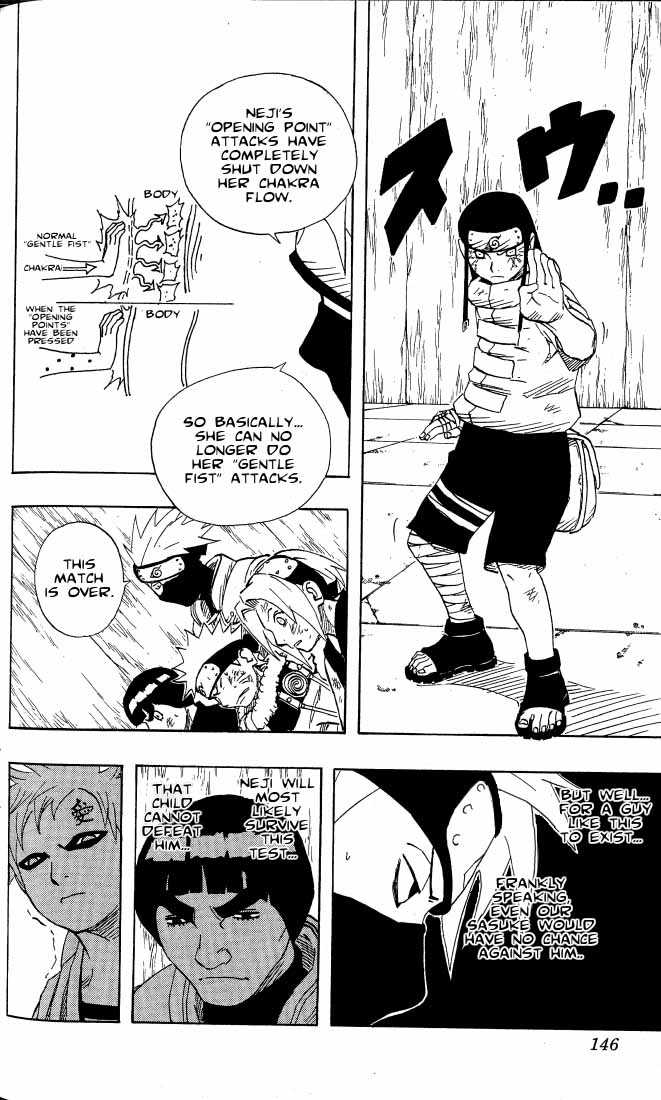 スッ‥
NEJI'S
"OPENING POINT"
ATTACKS HAVE
COMPLETELY
SHUT DOWN
HER CHAKRA
FLOW.
BODY
NORMAL
"GENTLE FIST"
CHAKRA
WHEN THE
"OPENING
POINTS"
HAVE BEEN
PRESSED
BODY
SO BASICALLY...
SHE CAN NO
LONGER DO
HER "GENTLE
FIST" ATTACKS.
THIS
MATCH
IS OVER.
BUT WELL...
FOR A GUY
LIKE THIS
TO EXIST...
FRANKLY
SPEAKING,
EVEN OUR
SASUKE WOULD
HAVE NO CHANCE
AGAINST HIM..
NEJI WILL
MOST
LIKELY
SURVIVE
THIS
TEST...
THAT
CHILD
CANNOT
DEFEAT
HIM...
146